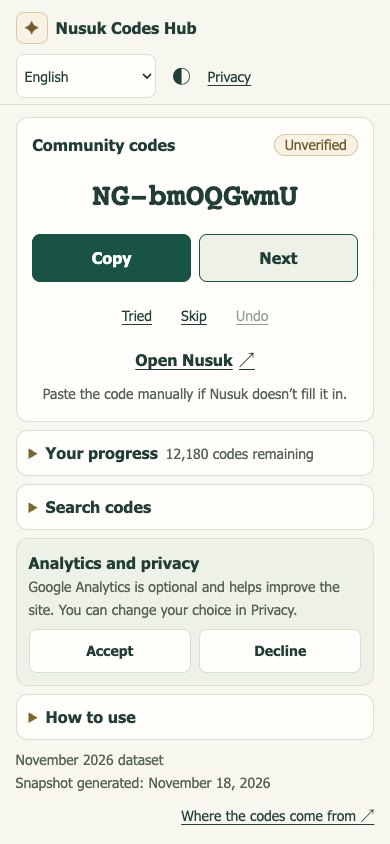 Nusuk Codes Hub
English
Privacy
Community codes
Unverified
NG-bmOQGwmU
Copy
Next
Tried
Skip
Undo
Open Nusuk ↗
Paste the code manually if Nusuk doesn’t fill it in.
Your progress 12,180 codes remaining
Search codes
Analytics and privacy
Google Analytics is optional and helps improve the
site. You can change your choice in Privacy.
Accept
Decline
How to use
November 2026 dataset
Snapshot generated: November 18, 2026
Where the codes come from ↗